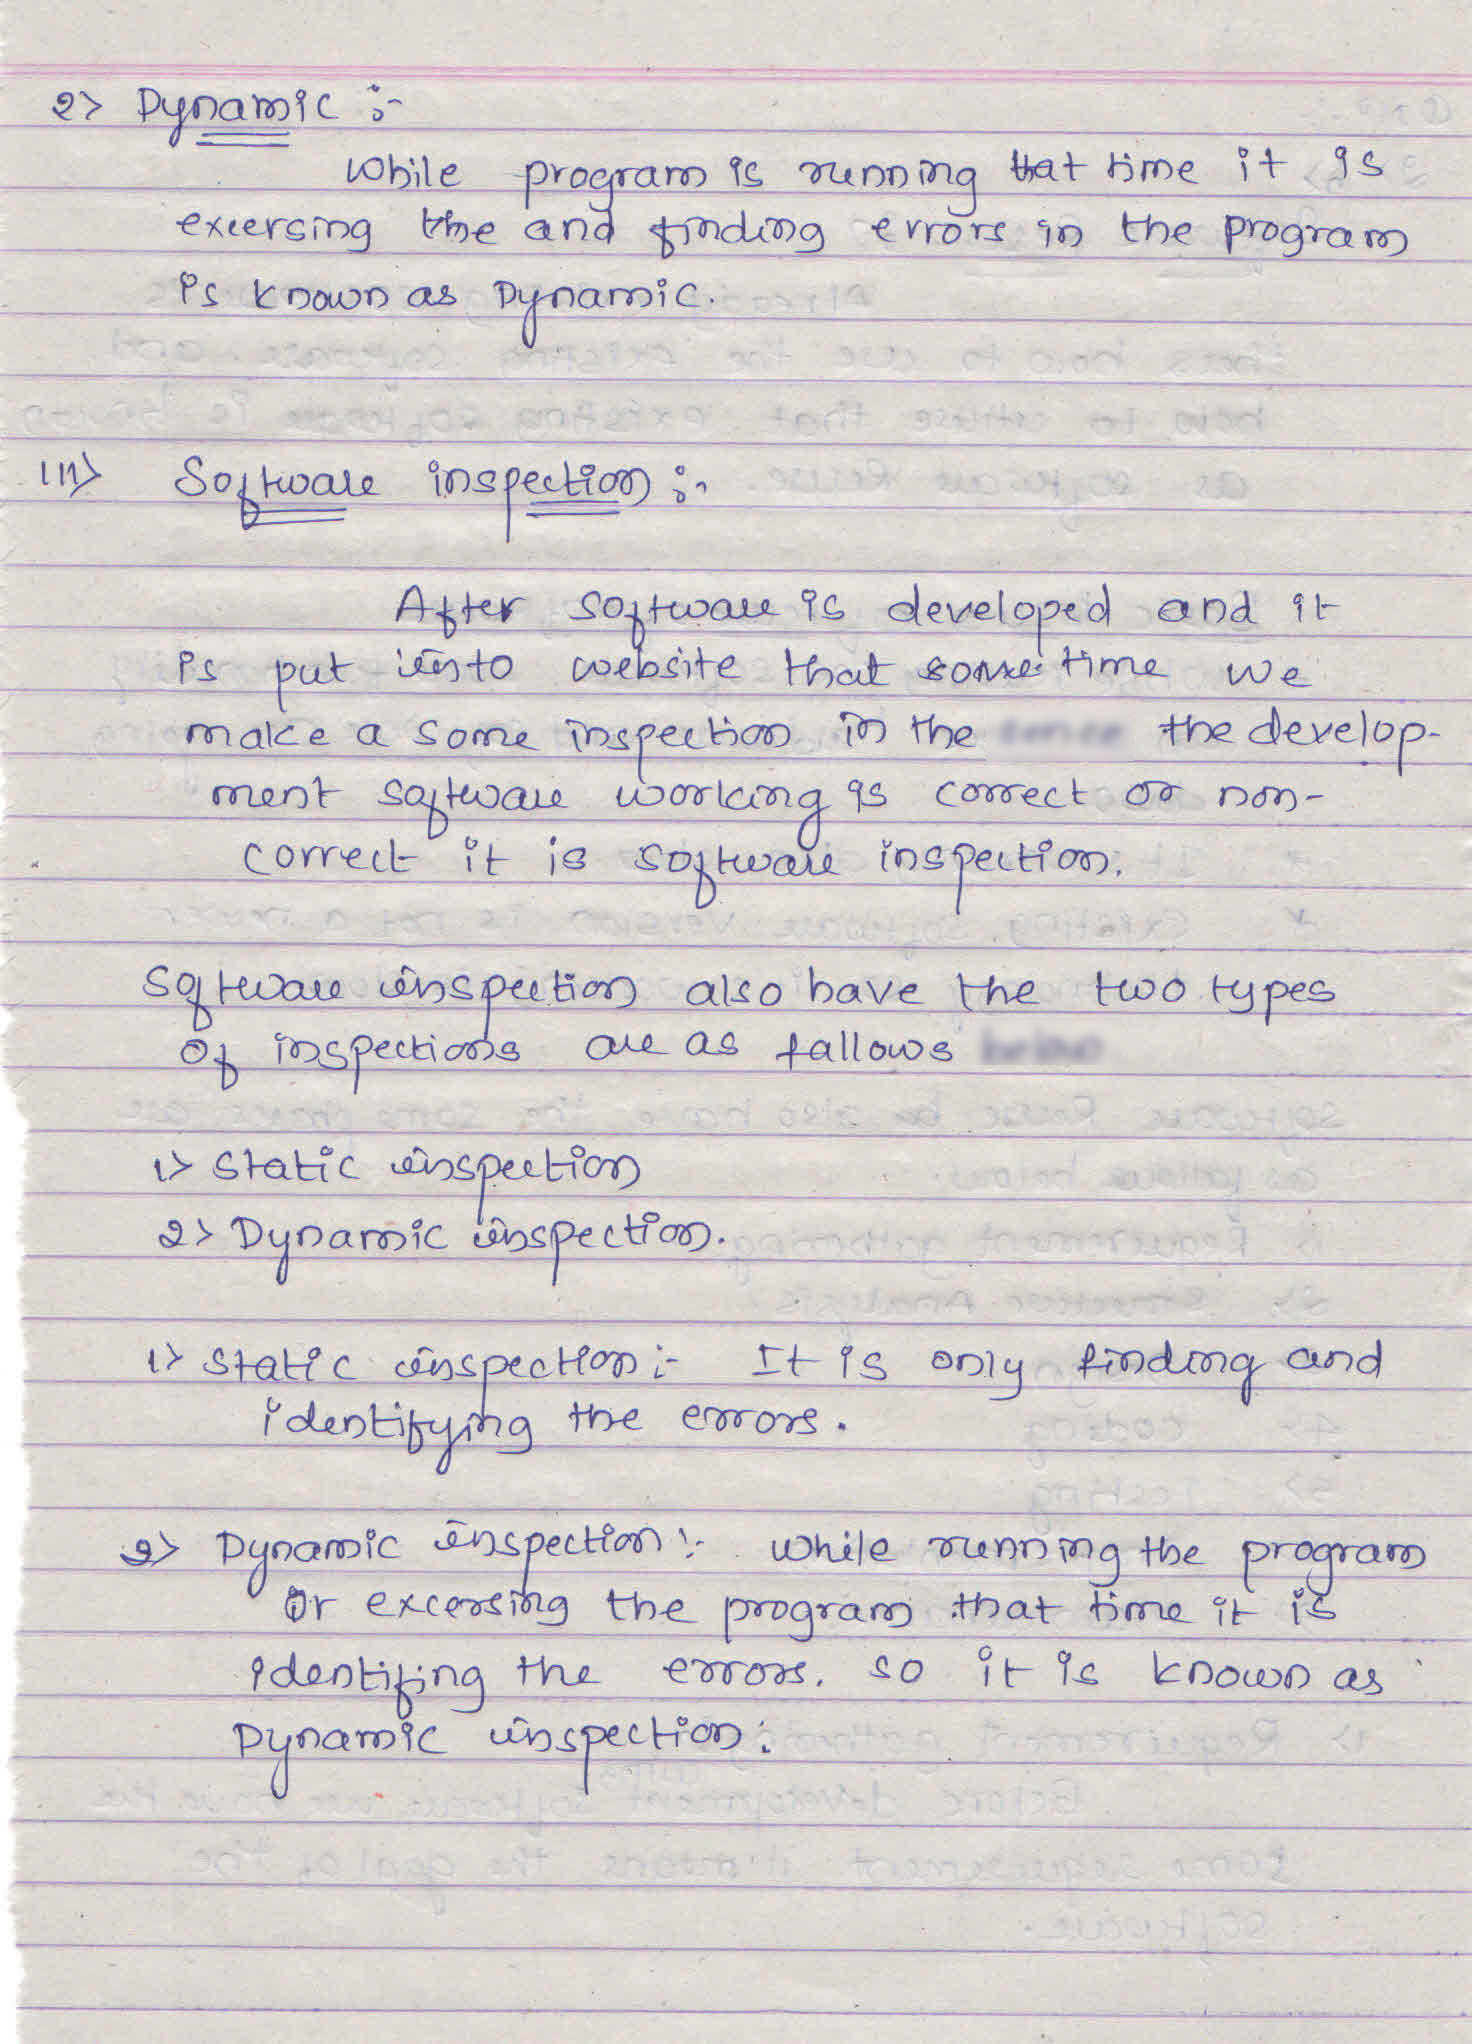 2> Dynamic :-
While program is running that time it is
excersing the and finding errors in the program
is known as Dynamic.
III> Software inspection :-
After software is developed and it
is put into website that some time we
make a some inspection in the the develop-
ment software working is correct or non-
correct it is software inspection.
Software inspection also have the two types
of inspections are as fallows
1> Static inspection
2> Dynamic inspection.
1> Static inspection :- It is only finding and
identifying the errors.
2> Dynamic inspection :- While running the program
or excersing the program that time it is
identifing the errors. so it is known as
Dynamic inspection.